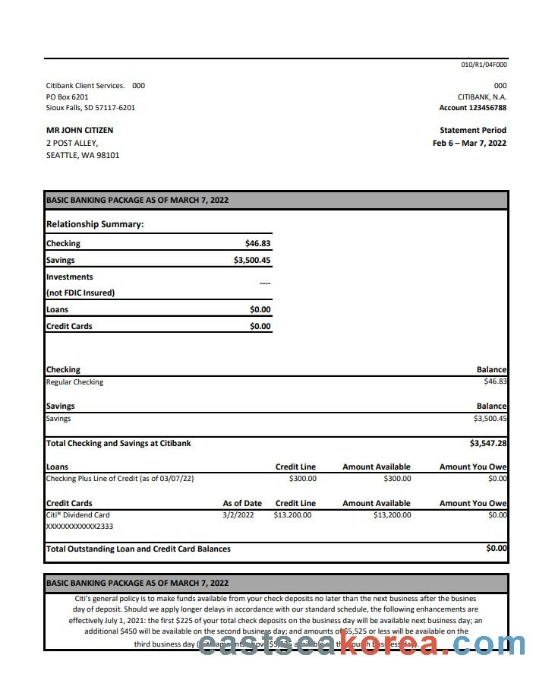 010/R1/04F000
Citibank Client Services. 000
PO Box 6201
Sioux Falls, SD 57117-6201
000
CITIBANK, N.A.
Account 123456788
MR JOHN CITIZEN
2 POST ALLEY,
SEATTLE, WA 98101
Statement Period
Feb 6 – Mar 7, 2022
BASIC BANKING PACKAGE AS OF MARCH 7, 2022
Relationship Summary:
Checking $46.83
Savings $3,500.45
Investments
(not FDIC Insured) ----
Loans $0.00
Credit Cards $0.00
Checking Balance
Regular Checking $46.83
Savings Balance
Savings $3,500.45
Total Checking and Savings at Citibank $3,547.28
Loans Credit Line Amount Available Amount You Owe
Checking Plus Line of Credit (as of 03/07/22) $300.00 $300.00 $0.00
Credit Cards As of Date Credit Line Amount Available Amount You Owe
Citi® Dividend Card 3/2/2022 $13.200.00 $13,200.00 $0.00
XXXXXXXXXXXX2333
Total Outstanding Loan and Credit Card Balances $0.00
BASIC BANKING PACKAGE AS OF MARCH 7, 2022
Citi's general policy is to make funds available from your check deposits no later than the next business after the busines
day of deposit. Should we apply longer delays in accordance with our standard schedule, the following enhancements are
effectively July 1, 2021: the first $225 of your total check deposits on the business day will be available next business day; an
additional $450 will be available on the second business day; and amounts of $5,525 or less will be available on the
third business day
eastseakorea.com